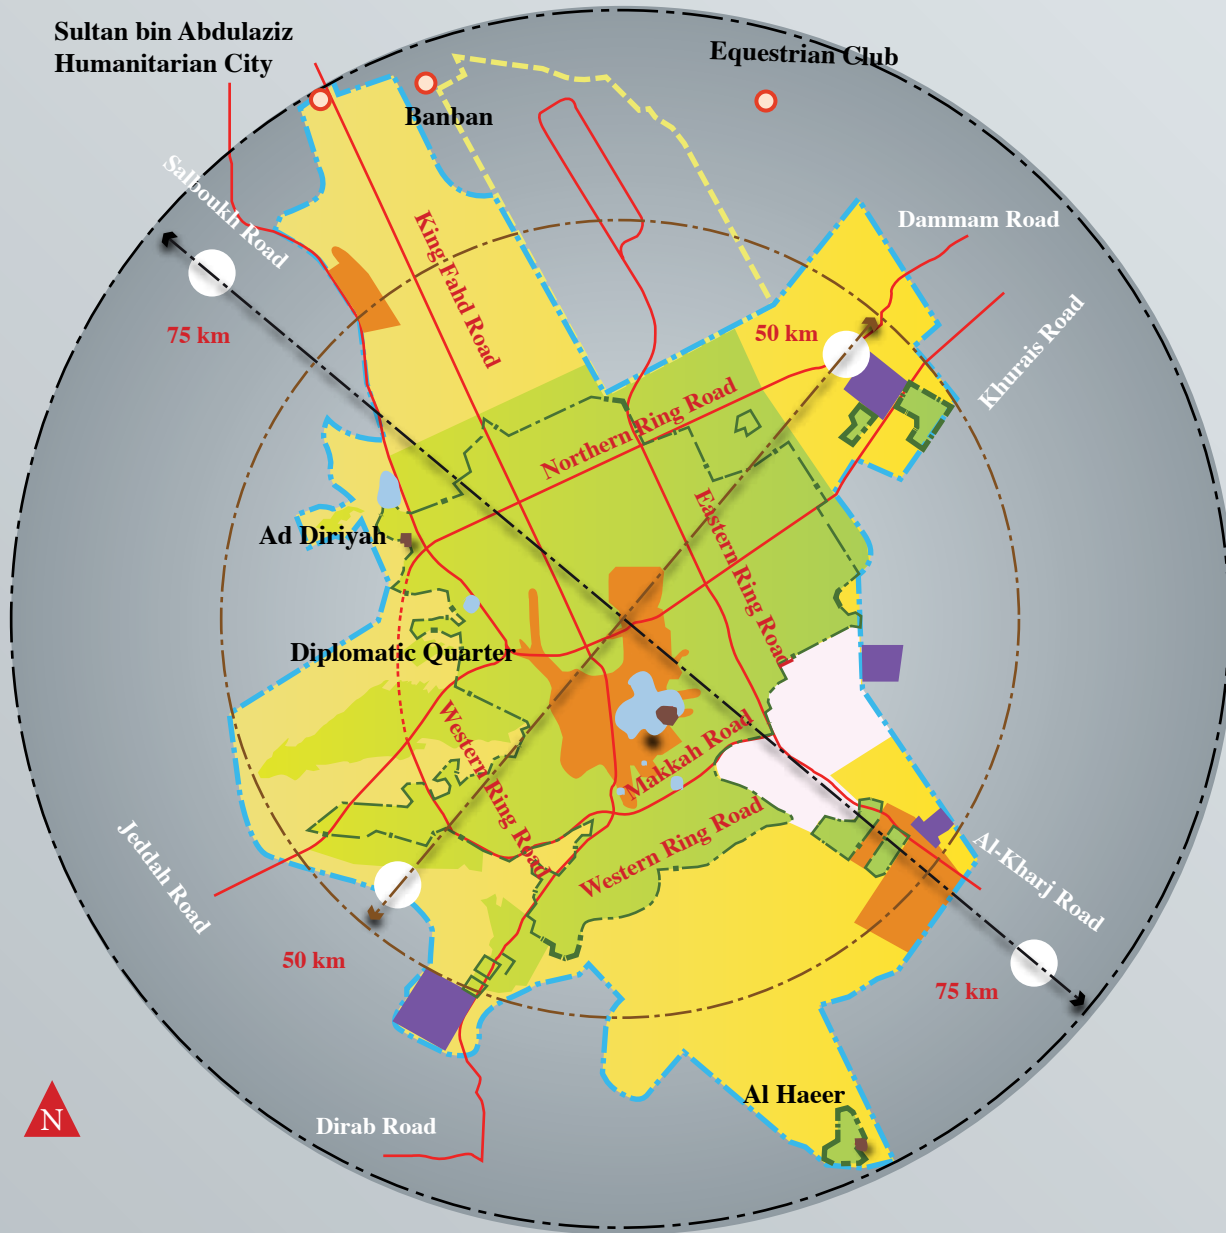 Sultan bin Abdulaziz
Humanitarian City
Equestrian Club
Banban
Salboukh Road
King Fahd Road
Dammam Road
75 km
50 km
Khurais Road
Northern Ring Road
Eastern Ring Road
Ad Diriyah
Diplomatic Quarter
Western Ring Road
Makkah Road
Western Ring Road
Jeddah Road
Al-Kharj Road
50 km
75 km
Al Haeer
Dirab Road
N